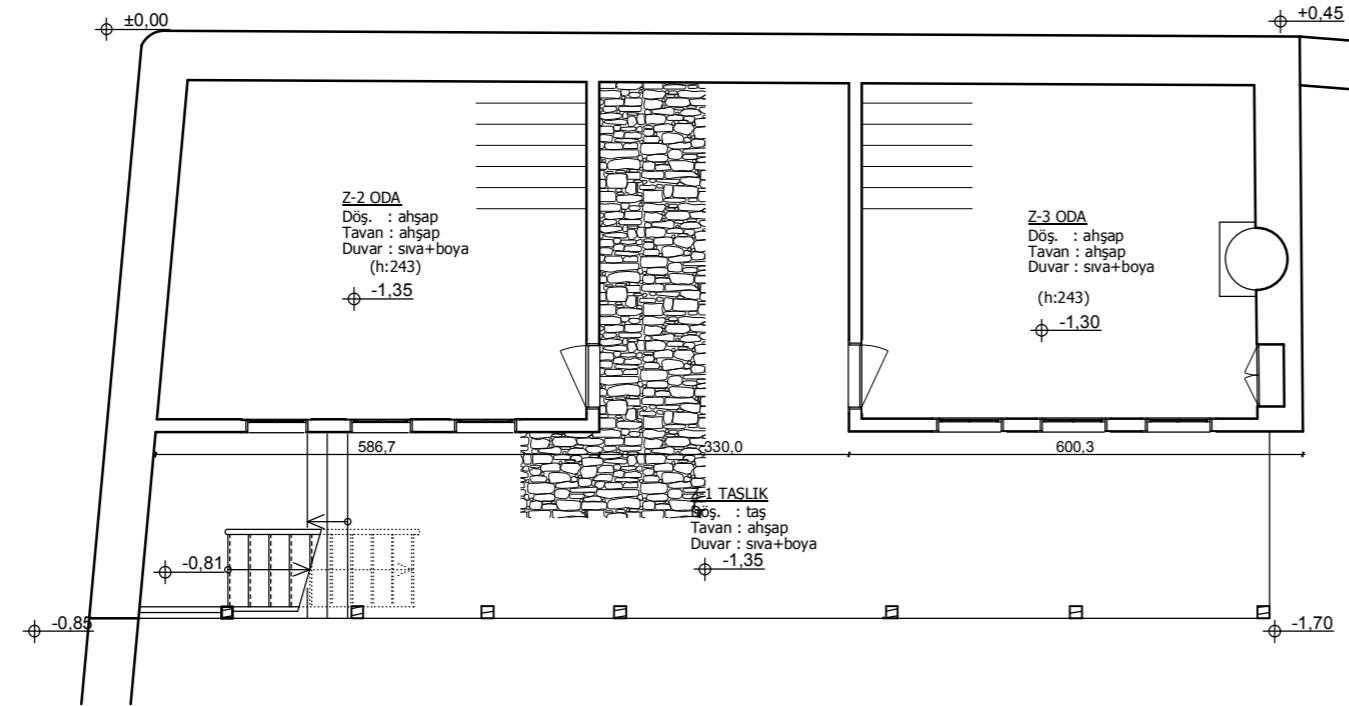 ±0,00
+0,45
Z-2 ODA
Döş. : ahşap
Tavan : ahşap
Duvar : sıva+boya
(h:243)
-1,35
Z-3 ODA
Döş. : ahşap
Tavan : ahşap
Duvar : sıva+boya
(h:243)
-1,30
586,7
330,0
600,3
Z-1 TAŞLIK
Döş. : taş
Tavan : ahşap
Duvar : sıva+boya
-1,35
-0,81
-0,85
-1,70